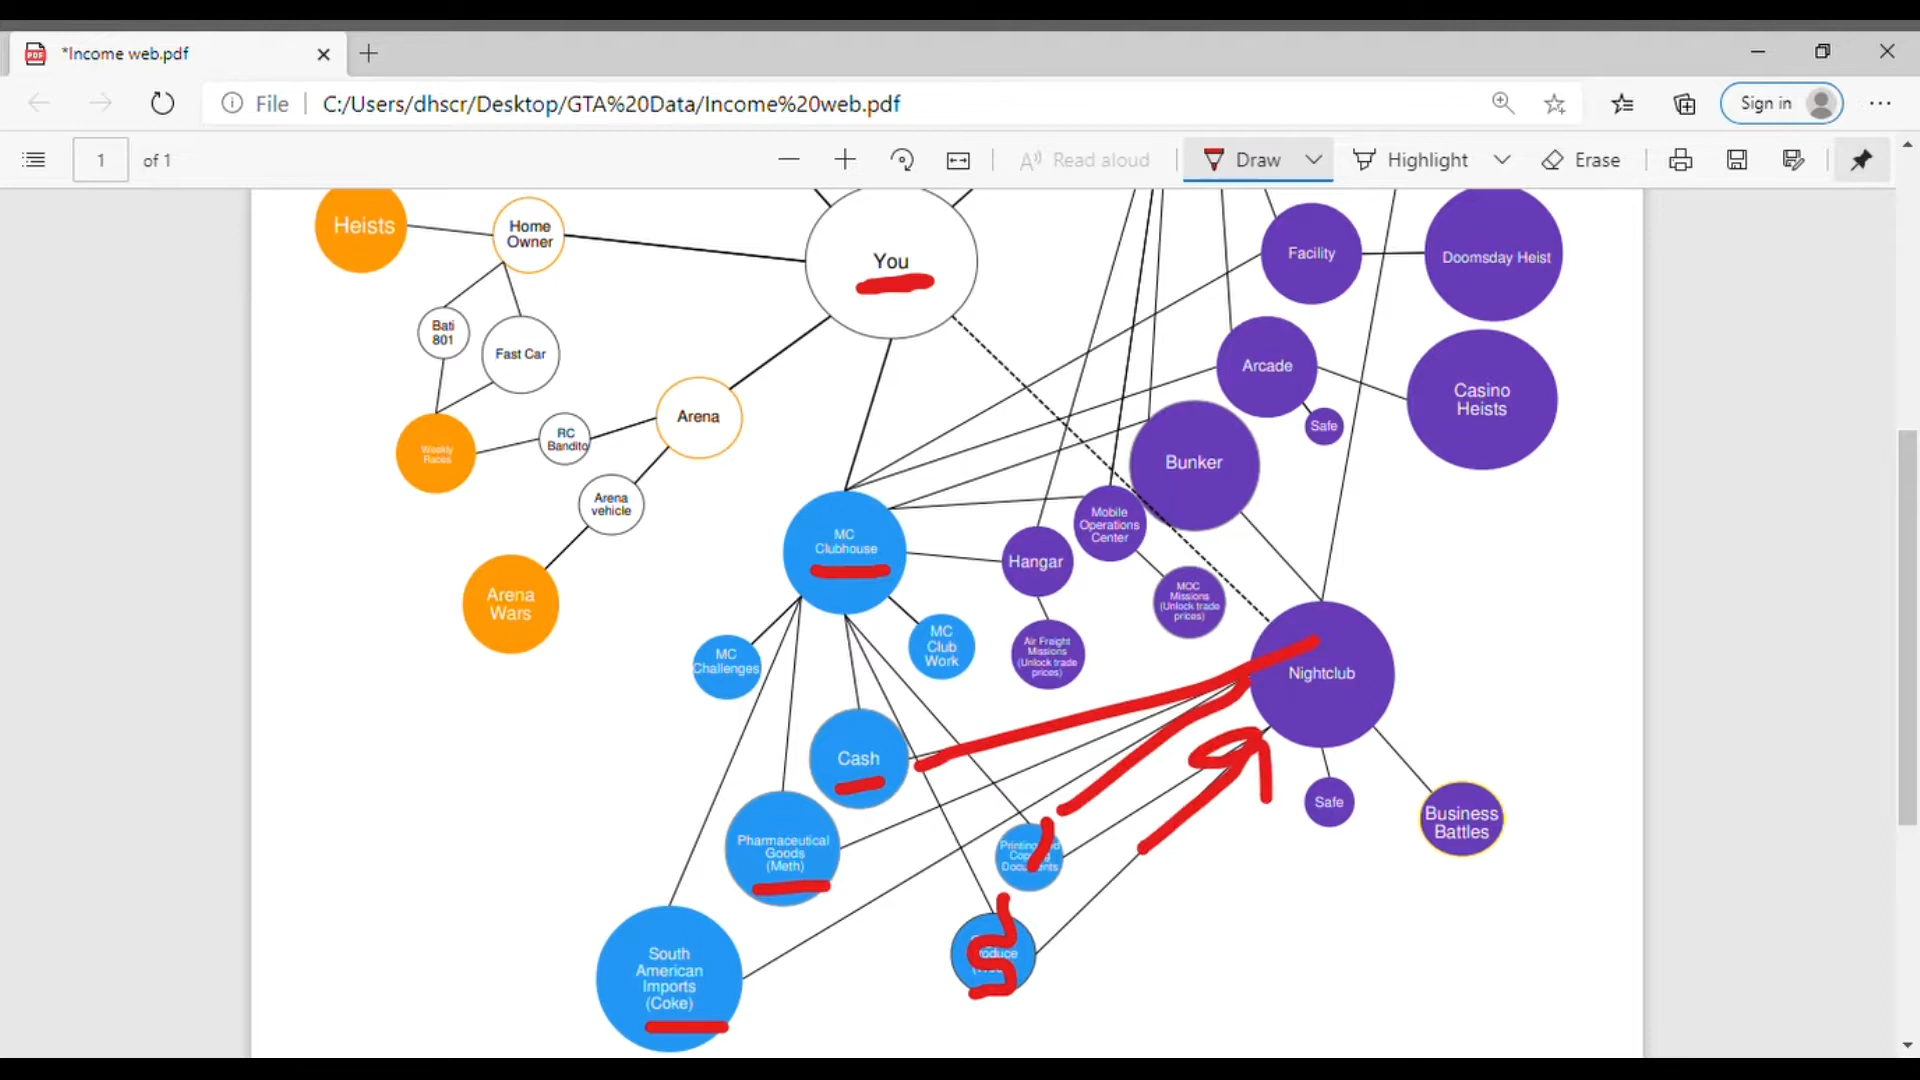 *Income web.pdf
File
C:/Users/dhscr/Desktop/GTA%20Data/Income%20web.pdf
Sign in
1
of 1
Read aloud
Draw
Highlight
Erase
Heists
Home
Owner
You
Facility
Doomsday Heist
Bati
801
Fast Car
Arcade
Casino
Heists
Safe
Arena
Weekly
Races
RC
Bandito
Bunker
Arena
vehicle
Mobile
Operations
Center
MC
Clubhouse
Hangar
Arena
Wars
MOC
Missions
(Unlock trade
prices)
MC
Challenges
MC
Club
Work
Air Freight
Missions
(Unlock trade
prices)
Nightclub
Cash
Safe
Business
Battles
Pharmaceutical
Goods
(Meth)
Printing
South
American
Imports
(Coke)